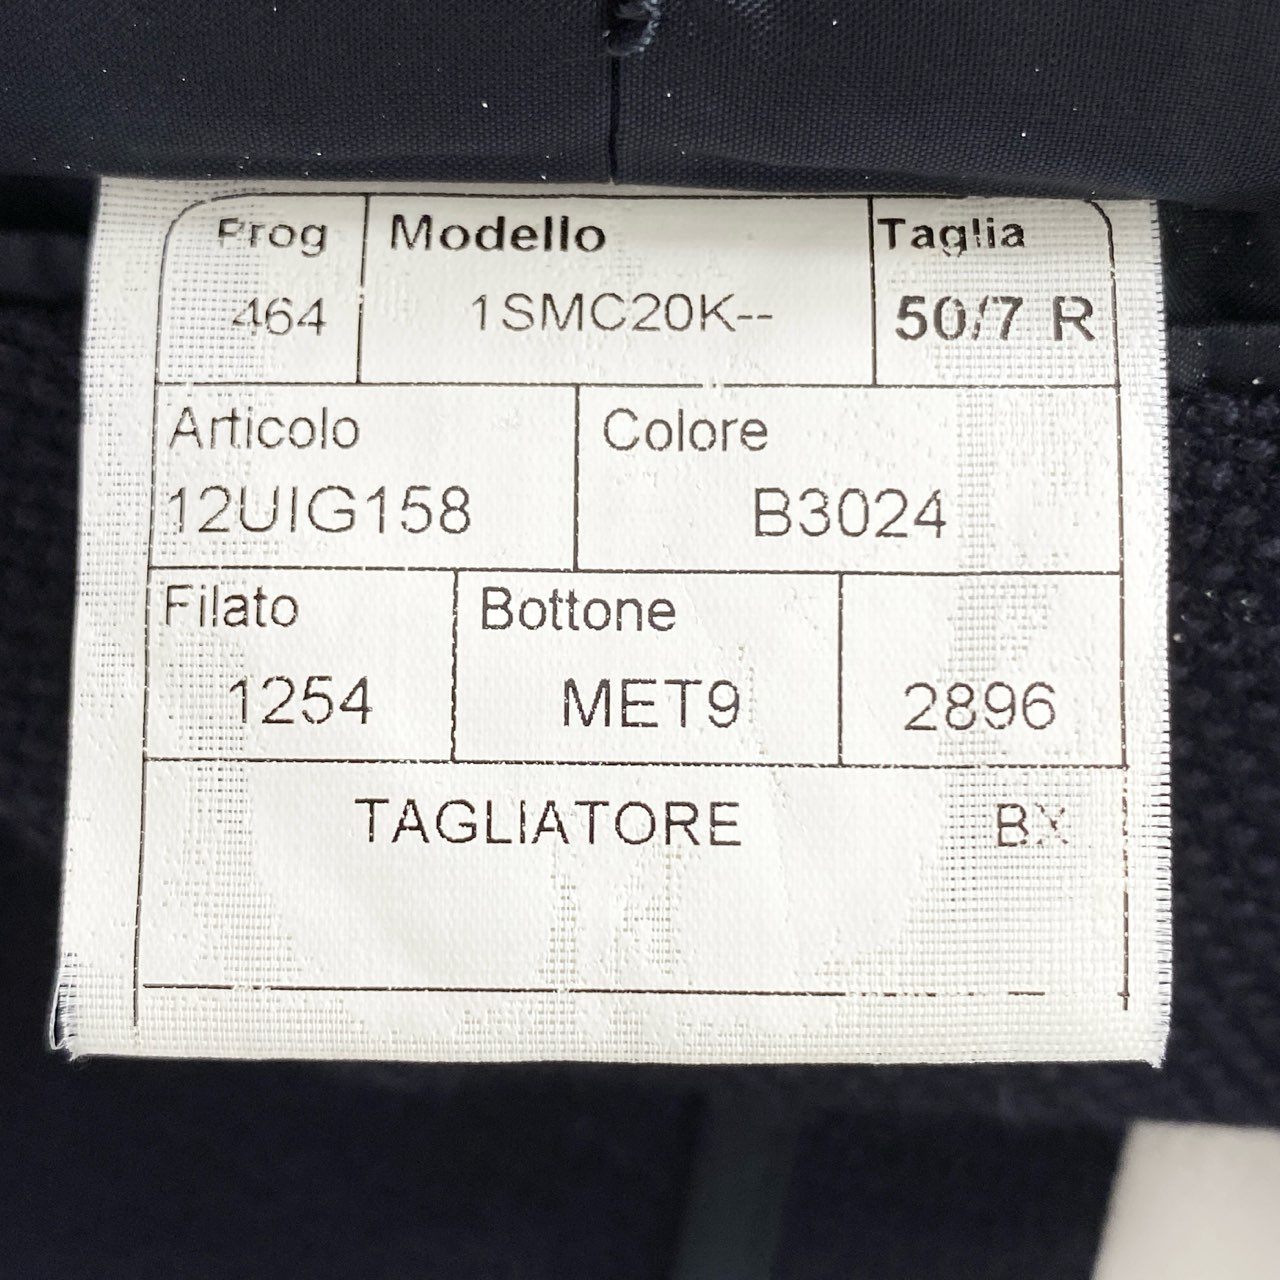 Prog Modello Taglia
464 1SMC20K-- 50/7 R
Articolo Colore
12UIG158 B3024
Filato Bottone
1254 MET9 2896
TAGLIATORE BX